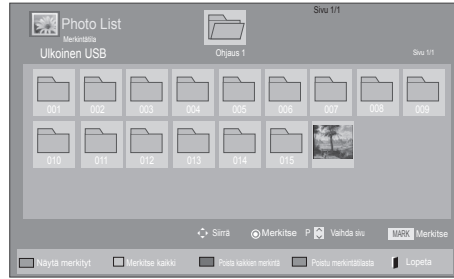 Sivu 1/1
Photo List
Merkintätila
Ulkoinen USB
Ohjaus 1
Sivu 1/1
001 002 003 004 005 006 007 008 009
010 011 012 013 014 015
Siirrä Merkitse P Vaihda sivu MARK Merkitse
Näytä merkityt Merkitse kaikki Poista kaikkien merkintä Poistu merkintätilasta Lopeta